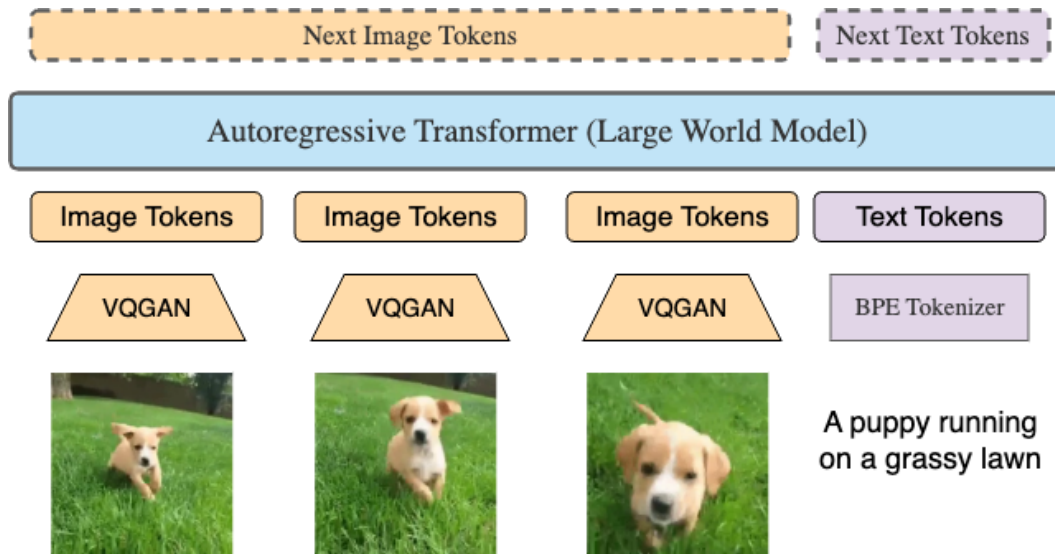 Next Image Tokens
Next Text Tokens
Autoregressive Transformer (Large World Model)
Image Tokens
Image Tokens
Image Tokens
Text Tokens
VQGAN
VQGAN
VQGAN
BPE Tokenizer
A puppy running
on a grassy lawn